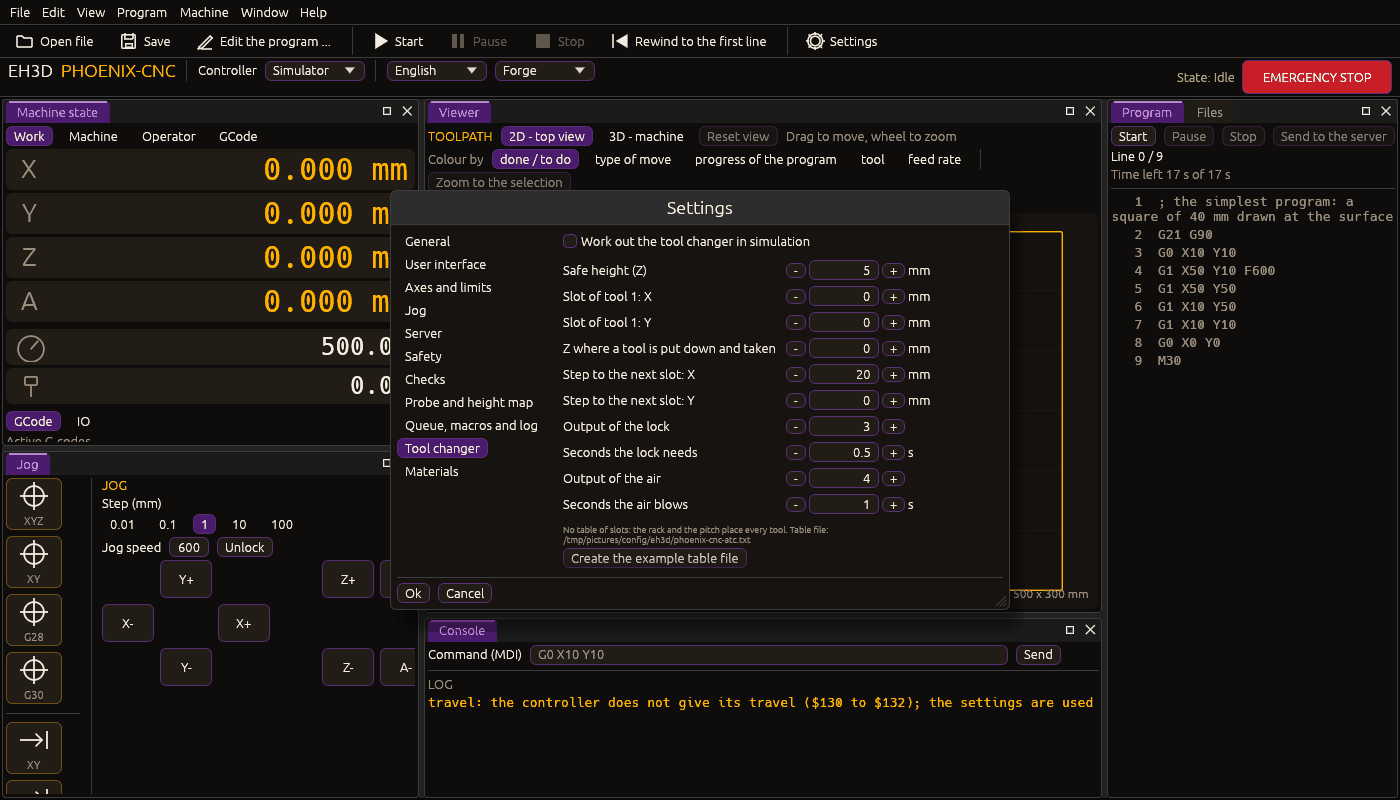 File Edit View Program Machine Window Help
Open file Save Edit the program ... Start Pause Stop Rewind to the first line Settings
EH3D PHOENIX-CNC Controller Simulator English Forge State: Idle EMERGENCY STOP
Machine state
Work Machine Operator GCode
X 0.000 mm
Y 0.000 m
Z 0.000 m
A 0.000 m
500.0
0.0
GCode IO
Active G-codes
Jog
XYZ
XY
G28
G30
XY
JOG
Step (mm)
0.01 0.1 1 10 100
Jog speed 600 Unlock
Y+ Z+
X- X+
Y- Z- A-
Viewer
TOOLPATH 2D - top view 3D - machine Reset view Drag to move, wheel to zoom
Colour by done / to do type of move progress of the program tool feed rate
Zoom to the selection
500 x 300 mm
Settings
General
User interface
Axes and limits
Jog
Server
Safety
Checks
Probe and height map
Queue, macros and log
Tool changer
Materials
Work out the tool changer in simulation
Safe height (Z) - 5 + mm
Slot of tool 1: X - 0 + mm
Slot of tool 1: Y - 0 + mm
Z where a tool is put down and taken - 0 + mm
Step to the next slot: X - 20 + mm
Step to the next slot: Y - 0 + mm
Output of the lock - 3 +
Seconds the lock needs - 0.5 + s
Output of the air - 4 +
Seconds the air blows - 1 + s
No table of slots: the rack and the pitch place every tool. Table file:
/tmp/pictures/config/eh3d/phoenix-cnc-atc.txt
Create the example table file
Ok Cancel
Console
Command (MDI) G0 X10 Y10 Send
LOG
travel: the controller does not give its travel ($130 to $132); the settings are used
Program Files
Start Pause Stop Send to the server
Line 0 / 9
Time left 17 s of 17 s
1 ; the simplest program: a
square of 40 mm drawn at the surface
2 G21 G90
3 G0 X10 Y10
4 G1 X50 Y10 F600
5 G1 X50 Y50
6 G1 X10 Y50
7 G1 X10 Y10
8 G0 X0 Y0
9 M30